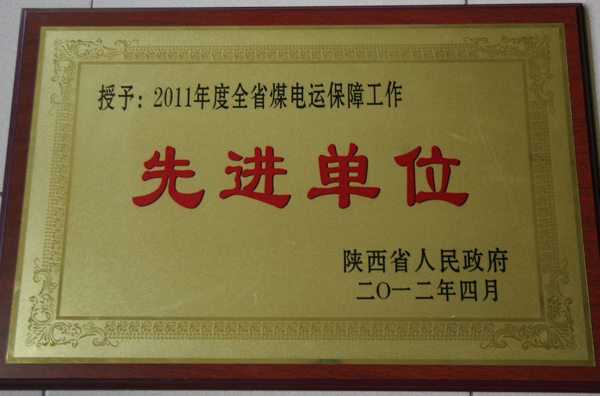 授予：2011年度全省煤电运保障工作
先进单位
陕西省人民政府
二〇一二年四月